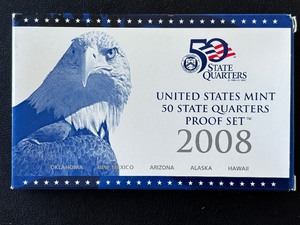 50
STATE
QUARTERS
UNITED STATES MINT
50 STATE QUARTERS
PROOF SET™
2008
OKLAHOMA NEW MEXICO ARIZONA ALASKA HAWAII